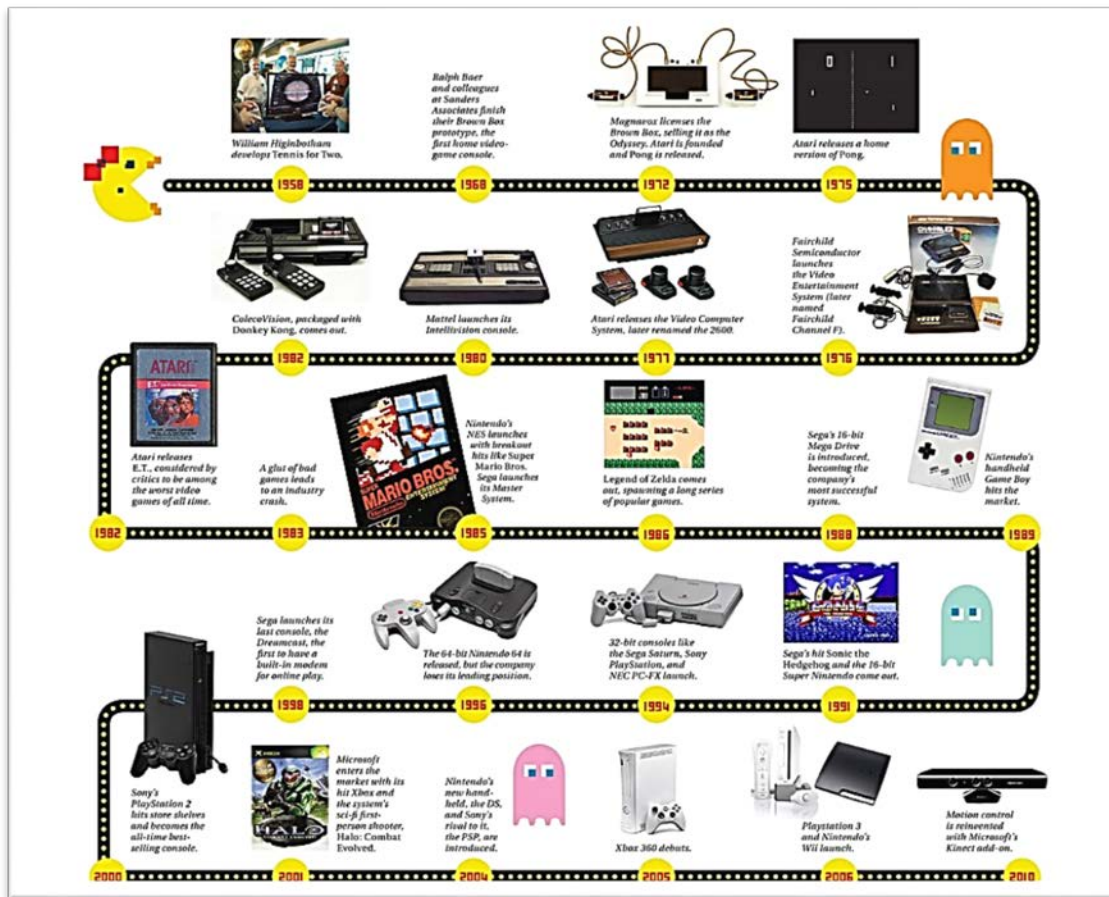 William Higinbotham
develops Tennis for Two.
1958
Ralph Baer
and colleagues
at Sanders
Associates finish
their Brown Box
prototype, the
first home video-
game console.
1968
Magnavox licenses the
Brown Box, selling it as the
Odyssey. Atari is founded
and Pong is released.
1972
Atari releases a home
version of Pong.
1975
Fairchild
Semiconductor
launches
the Video
Entertainment
System (later
named
Fairchild
Channel F).
1976
Atari releases the Video Computer
System, later renamed the 2600.
1977
Mattel launches its
Intellivision console.
1980
ColecoVision, packaged with
Donkey Kong, comes out.
1982
ATARI
Atari releases
E.T., considered by
critics to be among
the worst video
games of all time.
1982
A glut of bad
games leads
to an industry
crash.
1983
SUPER
MARIO BROS.
ENTERTAINMENT
SYSTEM
Nintendo
Nintendo's
NES launches
with breakout
hits like Super
Mario Bros.
Sega launches
its Master
System.
1985
Legend of Zelda comes
out, spawning a long series
of popular games.
1986
Sega's 16-bit
Mega Drive
is introduced,
becoming the
company's
most successful
system.
1988
Nintendo's
handheld
Game Boy
hits the
market.
1989
Sega's hit Sonic the
Hedgehog and the 16-bit
Super Nintendo come out.
1991
32-bit consoles like
the Sega Saturn, Sony
PlayStation, and
NEC PC-FX launch.
1994
The 64-bit Nintendo 64 is
released, but the company
loses its leading position.
1996
Sega launches its
last console, the
Dreamcast, the
first to have a
built-in modem
for online play.
1998
PS2
Sony's
PlayStation 2
hits store shelves
and becomes the
all-time best-
selling console.
2000
XBOX
HALO
Microsoft
enters the
market with its
hit Xbox and
the system's
sci-fi first-
person shooter,
Halo: Combat
Evolved.
2001
Nintendo's
new hand-
held, the DS,
and Sony's
rival to it,
the PSP, are
introduced.
2004
Xbox 360 debuts.
2005
Playstation 3
and Nintendo's
Wii launch.
2006
Motion control
is reinvented
with Microsoft's
Kinect add-on.
2010